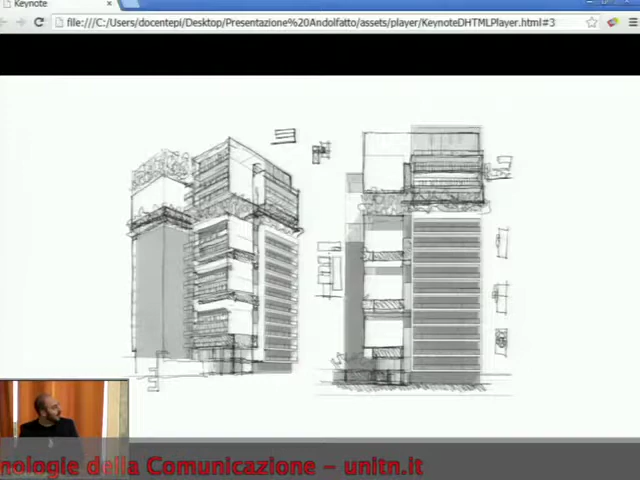 Keynote
file:///C:/Users/docentepi/Desktop/Presentazione%20Andolfatto/assets/player/KeynoteDHTMLPlayer.html#3
nologie della Comunicazione – unitn.it